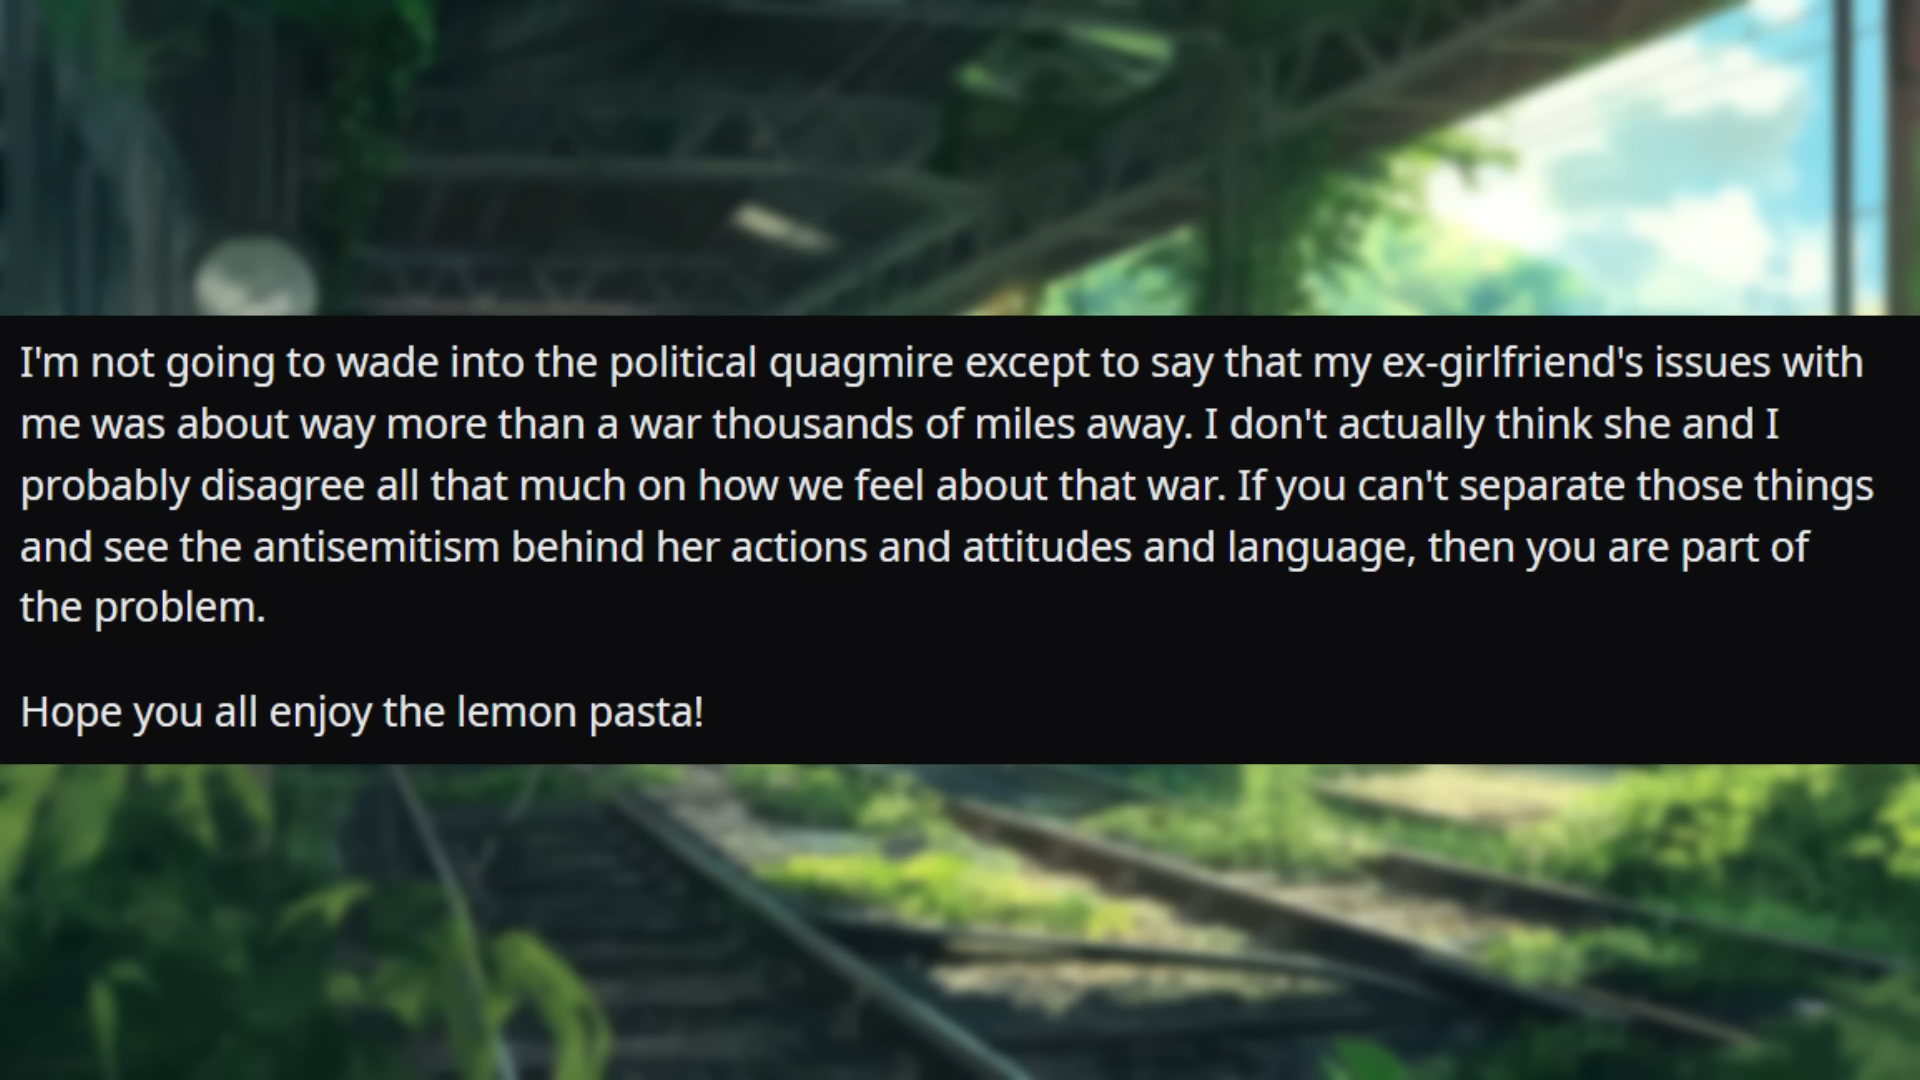 I'm not going to wade into the political quagmire except to say that my ex-girlfriend's issues with
me was about way more than a war thousands of miles away. I don't actually think she and I
probably disagree all that much on how we feel about that war. If you can't separate those things
and see the antisemitism behind her actions and attitudes and language, then you are part of
the problem.
Hope you all enjoy the lemon pasta!